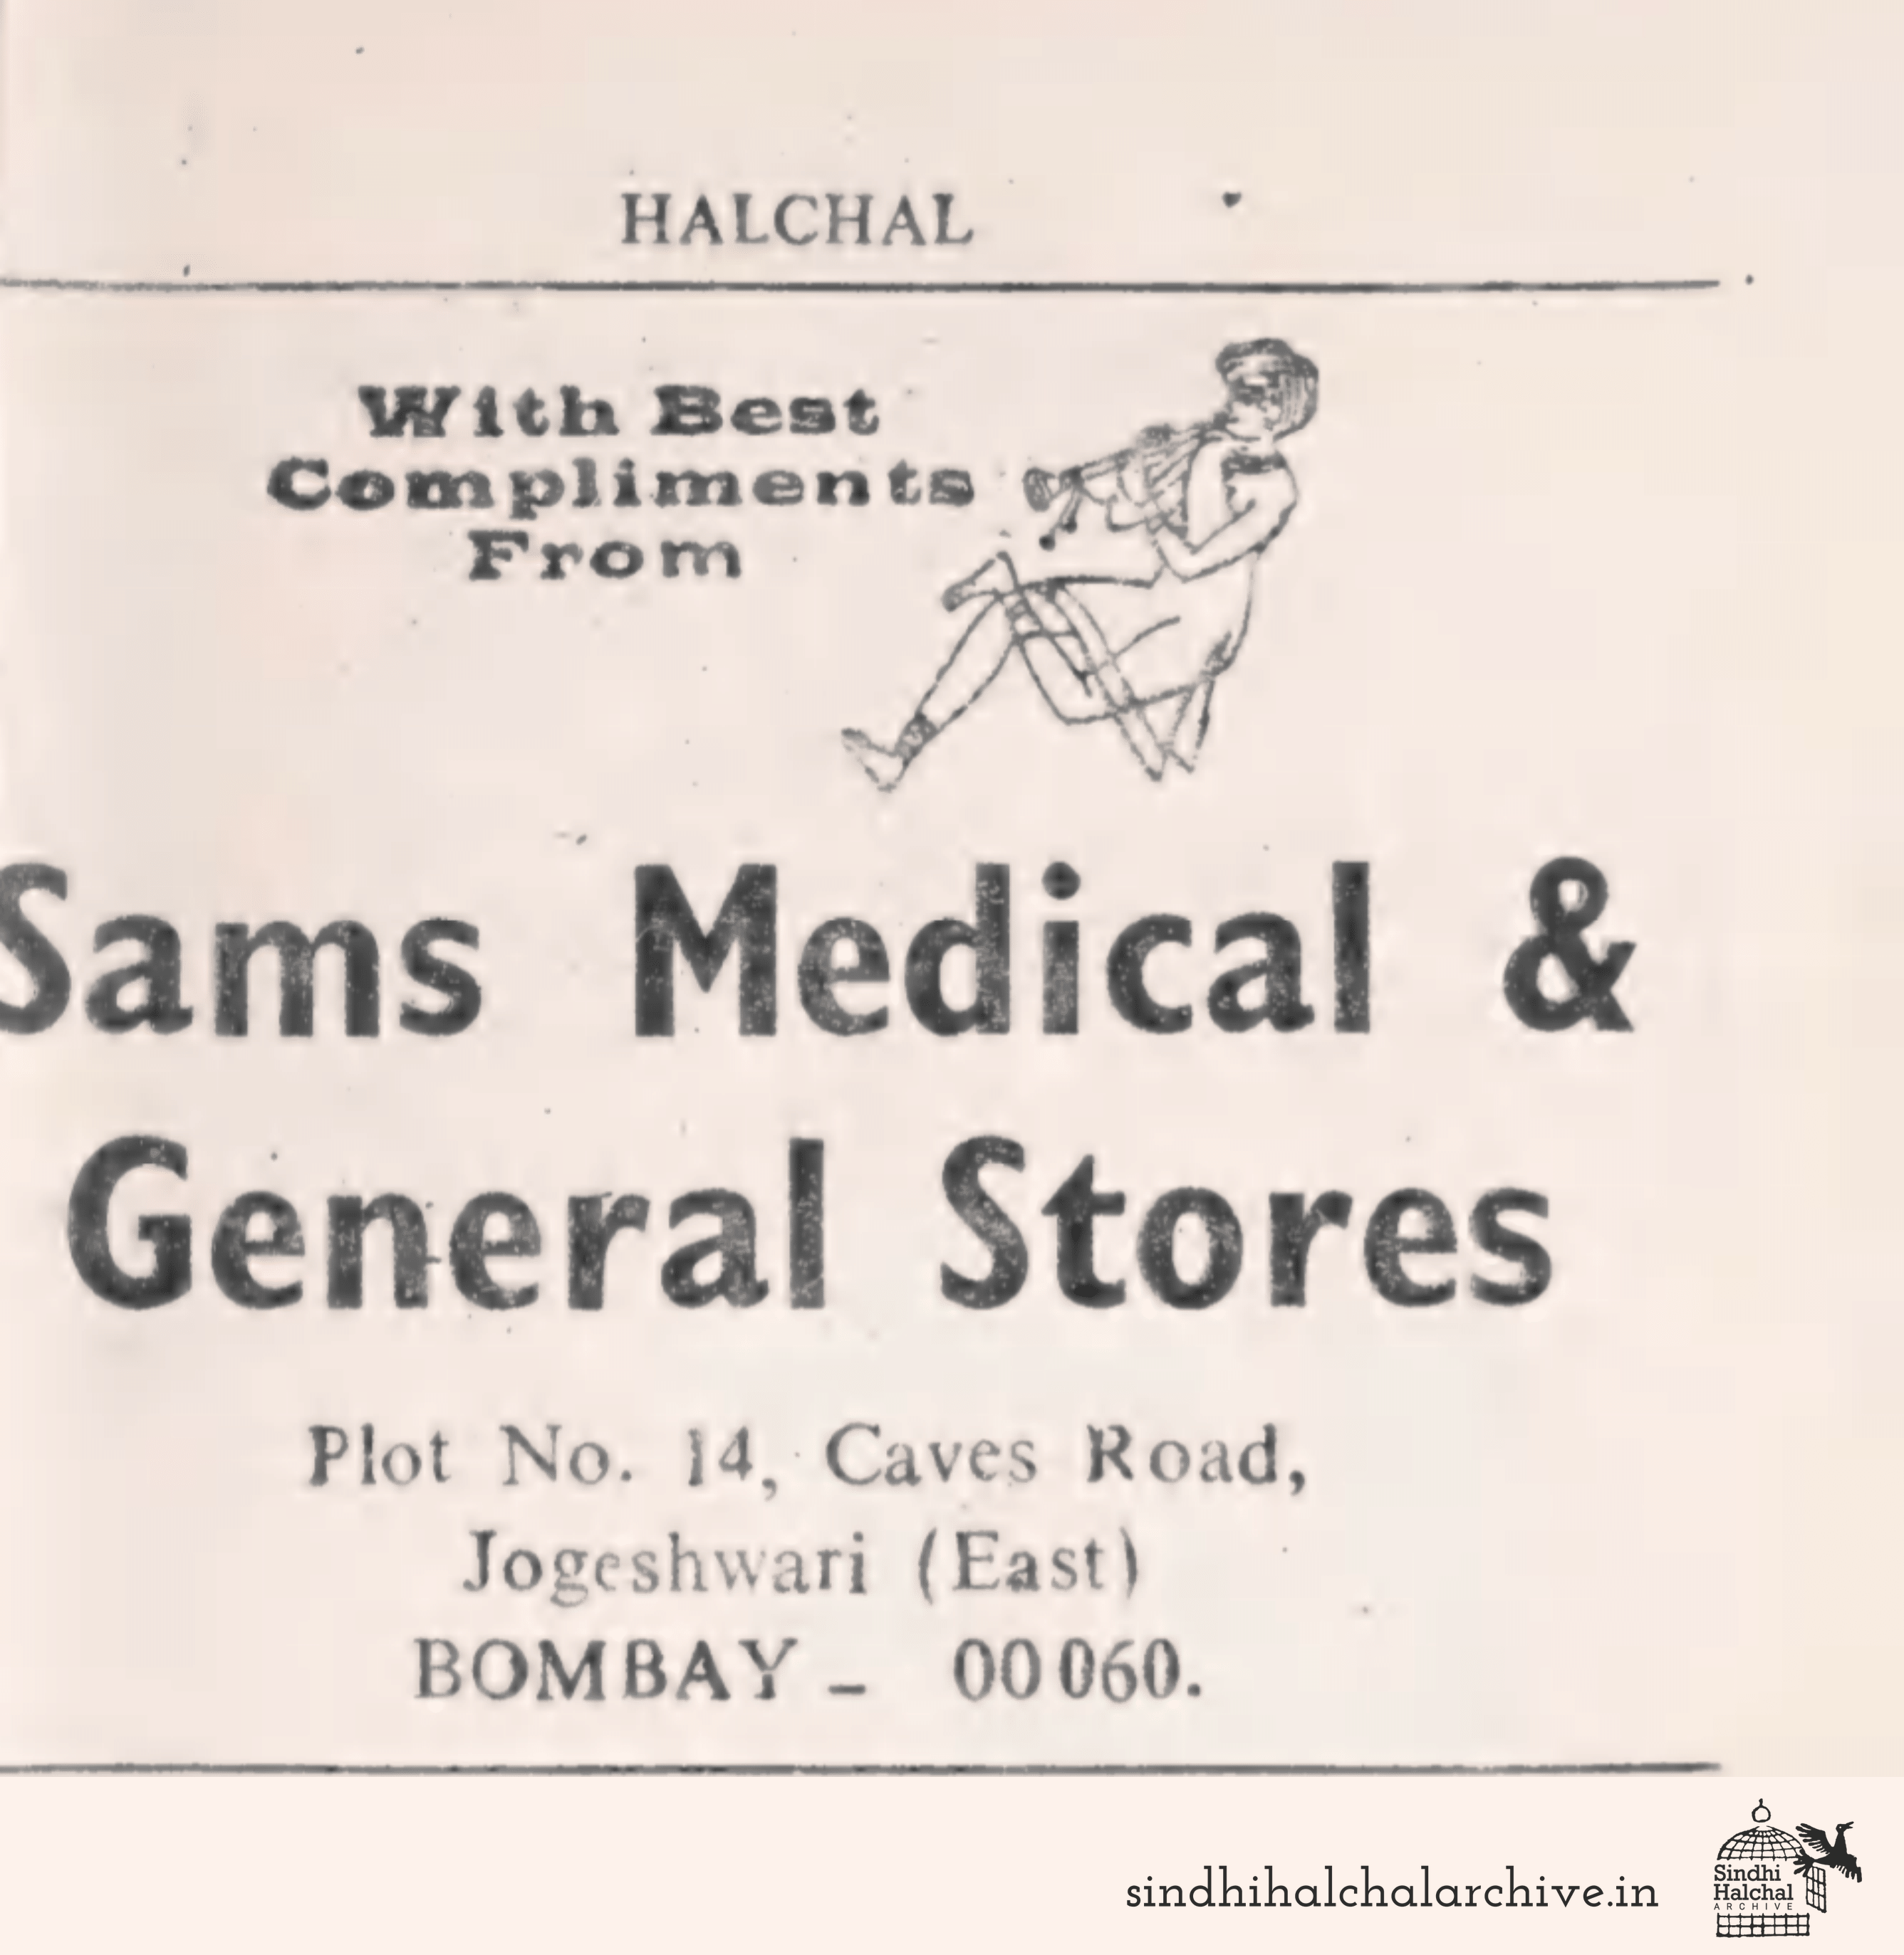 HALCHAL
With Best
Compliments
From
Sams Medical &
General Stores
Plot No. 14, Caves Road,
Jogeshwari (East)
BOMBAY - 00060.
sindhihalchalarchive.in
Sindhi
Halchal
ARCHIVE